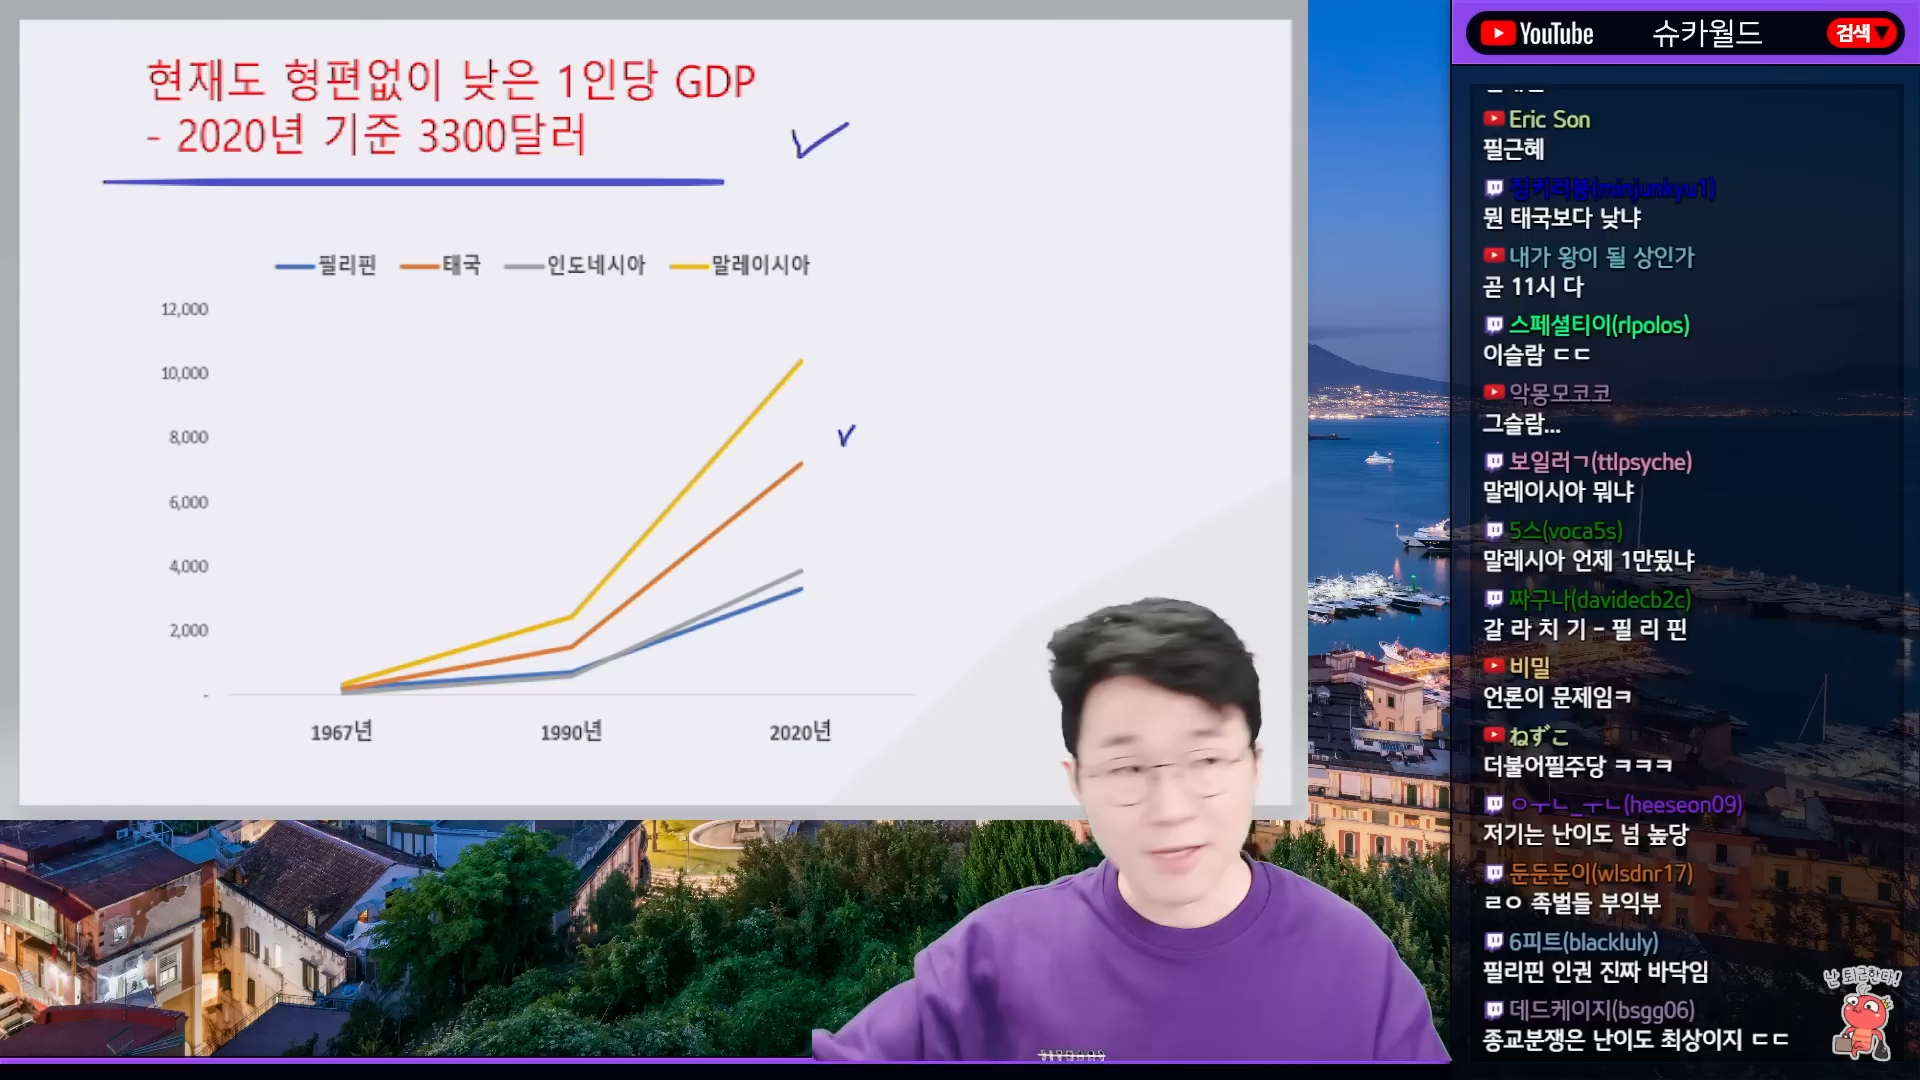 현재도 형편없이 낮은 1인당 GDP
- 2020년 기준 3300달러
필리핀 태국 인도네시아 말레이시아
12,000
10,000
8,000
6,000
4,000
2,000
-
1967년 1990년 2020년
YouTube 슈카월드 검색
Eric Son
필근혜
(minjunkyu1)
뭔 태국보다 낮냐
내가 왕이 될 상인가
곧 11시 다
스페셜티이(rlpolos)
이슬람 ㄷㄷ
악몽모코코
그슬람...
보일러ㄱ(ttlpsyche)
말레이시아 뭐냐
5스(voca5s)
말레시아 언제 1만됬냐
짜구나(davidecb2c)
갈 라 치 기 - 필 리 핀
비밀
언론이 문제임ㅋ
ねずこ
더불어필주당 ㅋㅋㅋ
ㅇㅜㄴ_ㅜㄴ(heeseon09)
저기는 난이도 넘 높당
둔둔둔이(wlsdnr17)
ㄹㅇ 족벌들 부익부
6피트(blackluly)
필리핀 인권 진짜 바닥임
데드케이지(bsgg06)
종교분쟁은 난이도 최상이지 ㄷㄷ
난 퇴근한다!